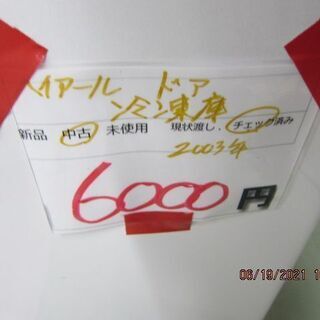 ハイアール ドア
冷凍庫
新品 中古 未使用 現状渡し. チェック済み
2003年
6000円
06/19/2021 1